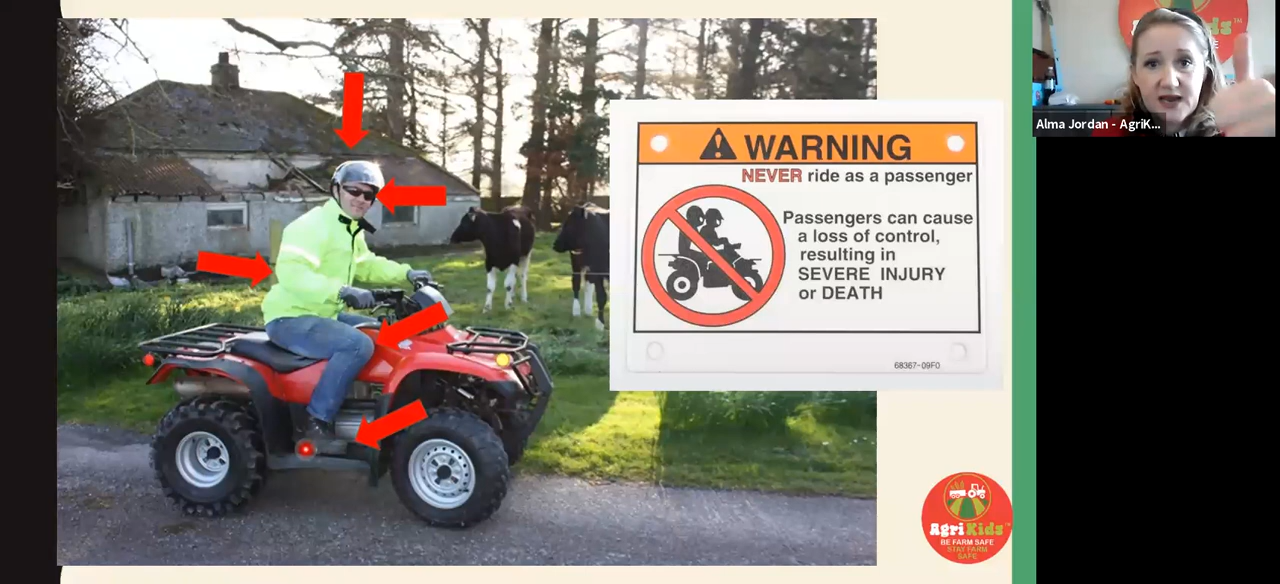 WARNING
NEVER ride as a passenger
Passengers can cause
a loss of control,
resulting in
SEVERE INJURY
or DEATH
68367-09F0
AgriKids™
BE FARM SAFE
STAY FARM
SAFE
Alma Jordan - AgriK...